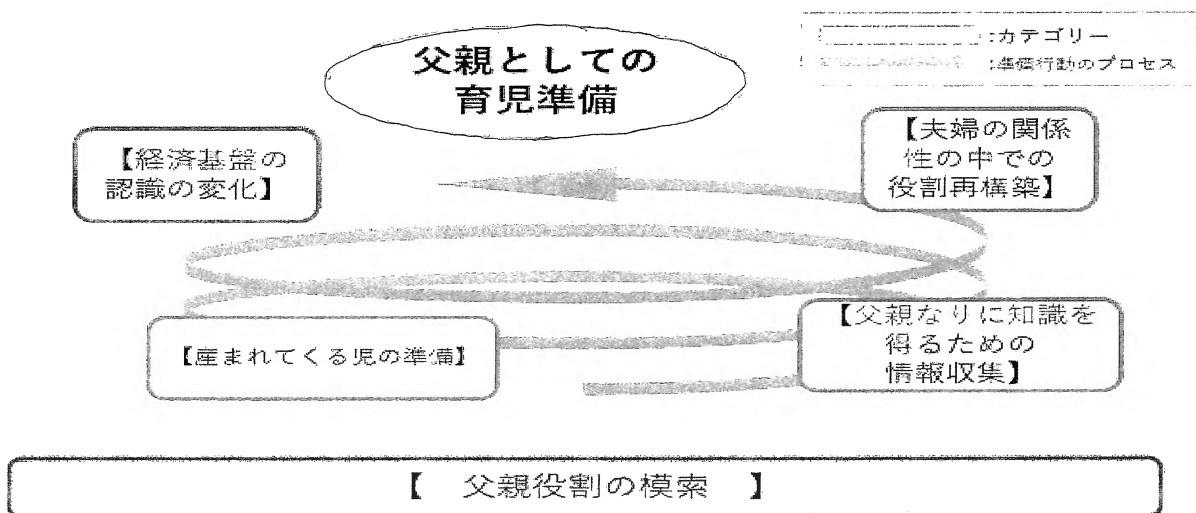 父親としての
育児準備
:カテゴリー
:準備行動のプロセス
【経済基盤の
認識の変化】
【夫婦の関係
性の中での
役割再構築】
【産まれてくる児の準備】
【父親なりに知識を
得るための
情報収集】
【 父親役割の模索 】